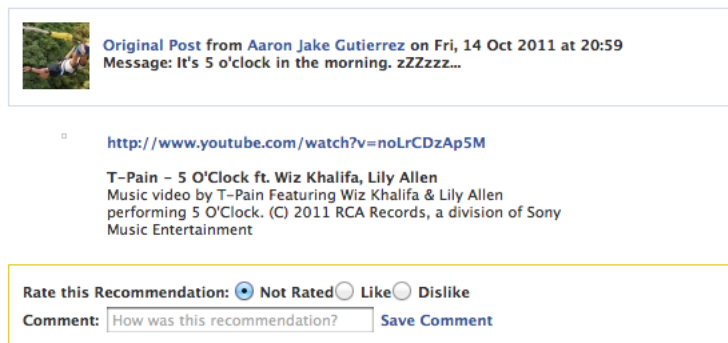 Original Post from Aaron Jake Gutierrez on Fri, 14 Oct 2011 at 20:59
Message: It's 5 o'clock in the morning. zZZzzz...
http://www.youtube.com/watch?v=noLrCDzAp5M
T-Pain - 5 O'Clock ft. Wiz Khalifa, Lily Allen
Music video by T-Pain Featuring Wiz Khalifa & Lily Allen
performing 5 O'Clock. (C) 2011 RCA Records, a division of Sony
Music Entertainment
Rate this Recommendation: Not Rated Like Dislike
Comment: How was this recommendation? Save Comment